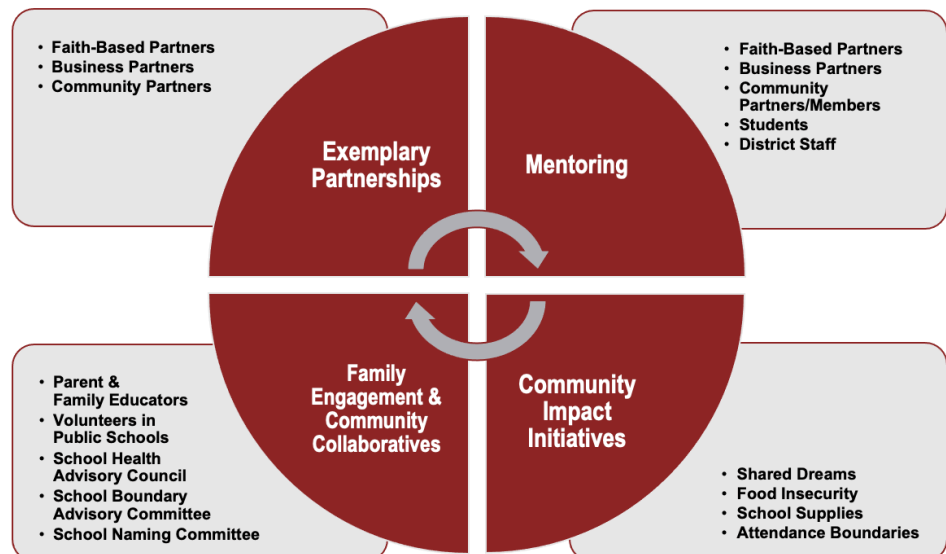 • Faith-Based Partners
• Business Partners
• Community Partners
Exemplary
Partnerships
Mentoring
• Faith-Based Partners
• Business Partners
• Community
Partners/Members
• Students
• District Staff
• Parent &
Family Educators
• Volunteers in
Public Schools
• School Health
Advisory Council
• School Boundary
Advisory Committee
• School Naming Committee
Family
Engagement &
Community
Collaboratives
Community
Impact
Initiatives
• Shared Dreams
• Food Insecurity
• School Supplies
• Attendance Boundaries